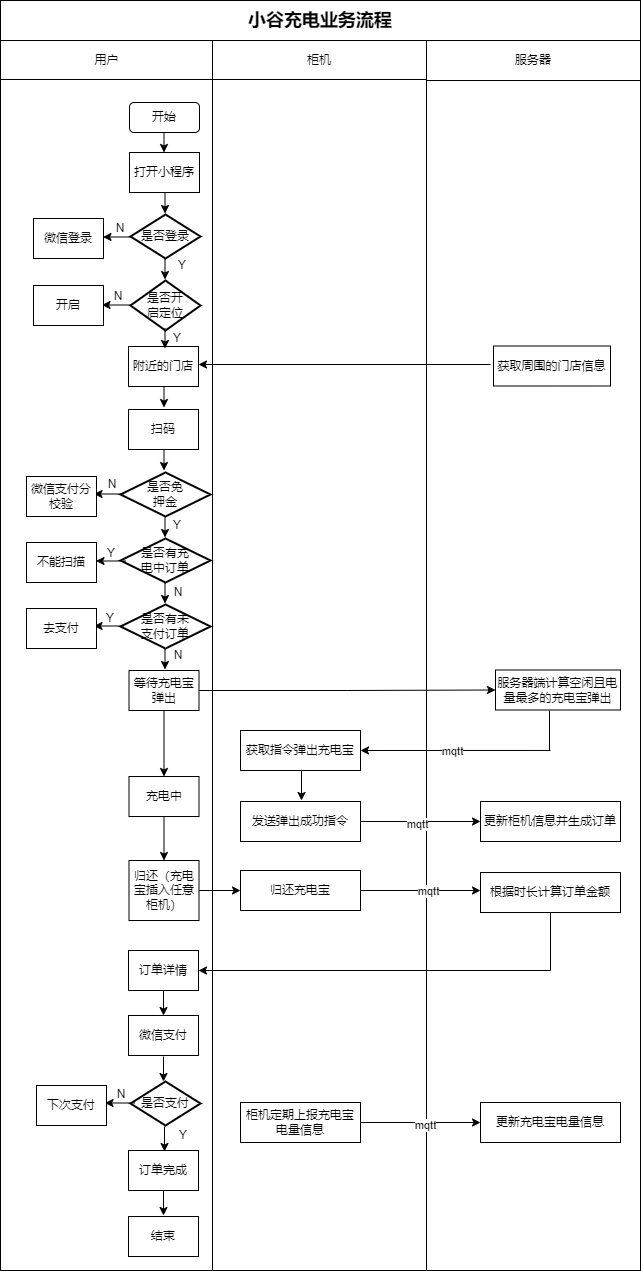 小谷充电业务流程
用户
柜机
服务器
开始
打开小程序
是否登录
N
微信登录
Y
是否开
启定位
N
开启
Y
附近的门店
获取周围的门店信息
扫码
是否免
押金
N
微信支付分
校验
Y
是否有充
电中订单
Y
不能扫描
N
是否有未
支付订单
Y
去支付
N
等待充电宝
弹出
服务器端计算空闲且电
量最多的充电宝弹出
mqtt
获取指令弹出充电宝
充电中
发送弹出成功指令
mqtt
更新柜机信息并生成订单
归还（充电
宝插入任意
柜机）
归还充电宝
mqtt
根据时长计算订单金额
订单详情
微信支付
是否支付
N
下次支付
Y
柜机定期上报充电宝
电量信息
mqtt
更新充电宝电量信息
订单完成
结束